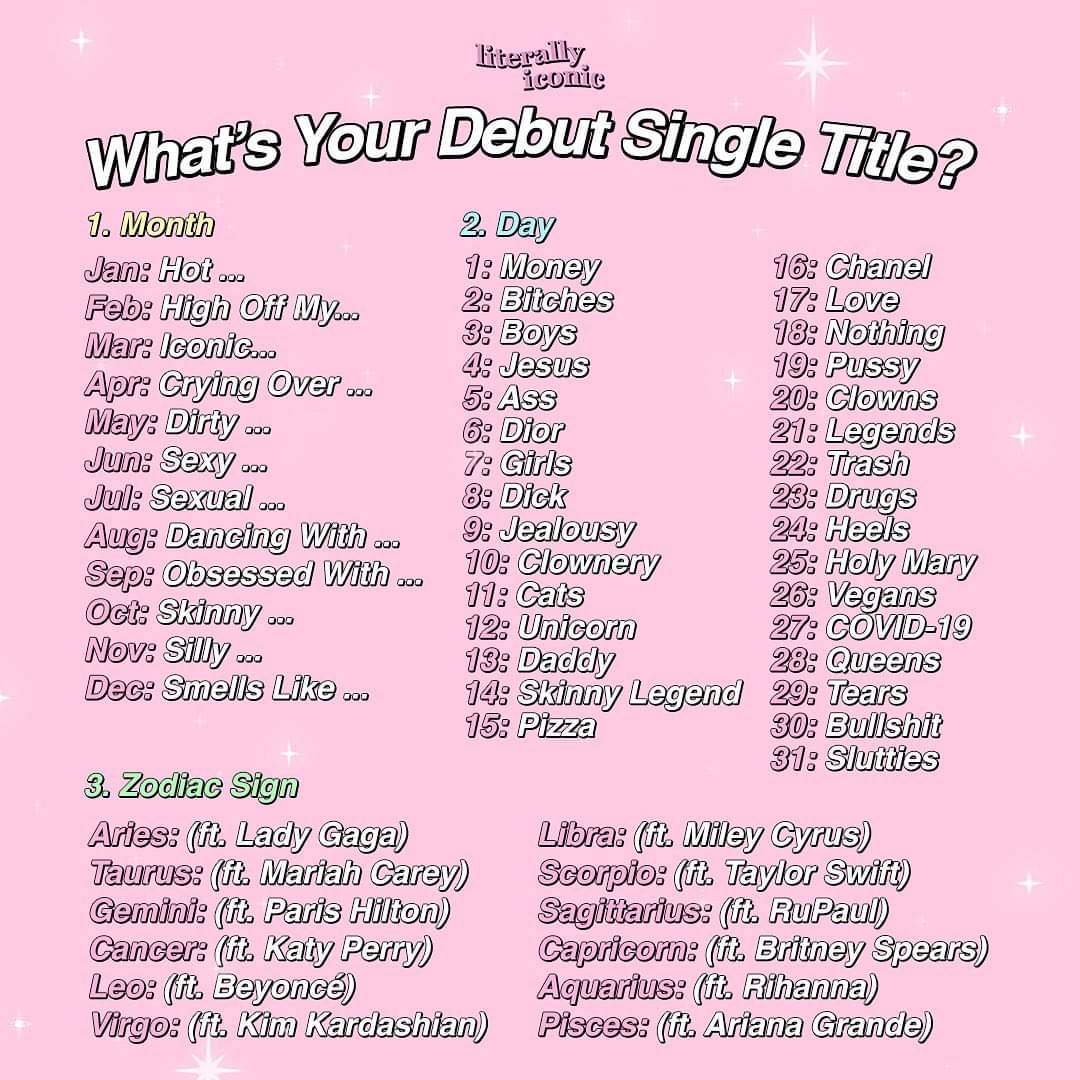 literally
iconic
What's Your Debut Single Title?
1. Month
Jan: Hot ...
Feb: High Off My...
Mar: Iconic...
Apr: Crying Over ...
May: Dirty ...
Jun: Sexy ...
Jul: Sexual ...
Aug: Dancing With ...
Sep: Obsessed With ...
Oct: Skinny ...
Nov: Silly ...
Dec: Smells Like ...
2. Day
1: Money
2: Bitches
3: Boys
4: Jesus
5: Ass
6: Dior
7: Girls
8: Dick
9: Jealousy
10: Clownery
11: Cats
12: Unicorn
13: Daddy
14: Skinny Legend
15: Pizza
16: Chanel
17: Love
18: Nothing
19: Pussy
20: Clowns
21: Legends
22: Trash
23: Drugs
24: Heels
25: Holy Mary
26: Vegans
27: COVID-19
28: Queens
29: Tears
30: Bullshit
31: Slutties
3. Zodiac Sign
Aries: (ft. Lady Gaga)
Taurus: (ft. Mariah Carey)
Gemini: (ft. Paris Hilton)
Cancer: (ft. Katy Perry)
Leo: (ft. Beyoncé)
Virgo: (ft. Kim Kardashian)
Libra: (ft. Miley Cyrus)
Scorpio: (ft. Taylor Swift)
Sagittarius: (ft. RuPaul)
Capricorn: (ft. Britney Spears)
Aquarius: (ft. Rihanna)
Pisces: (ft. Ariana Grande)